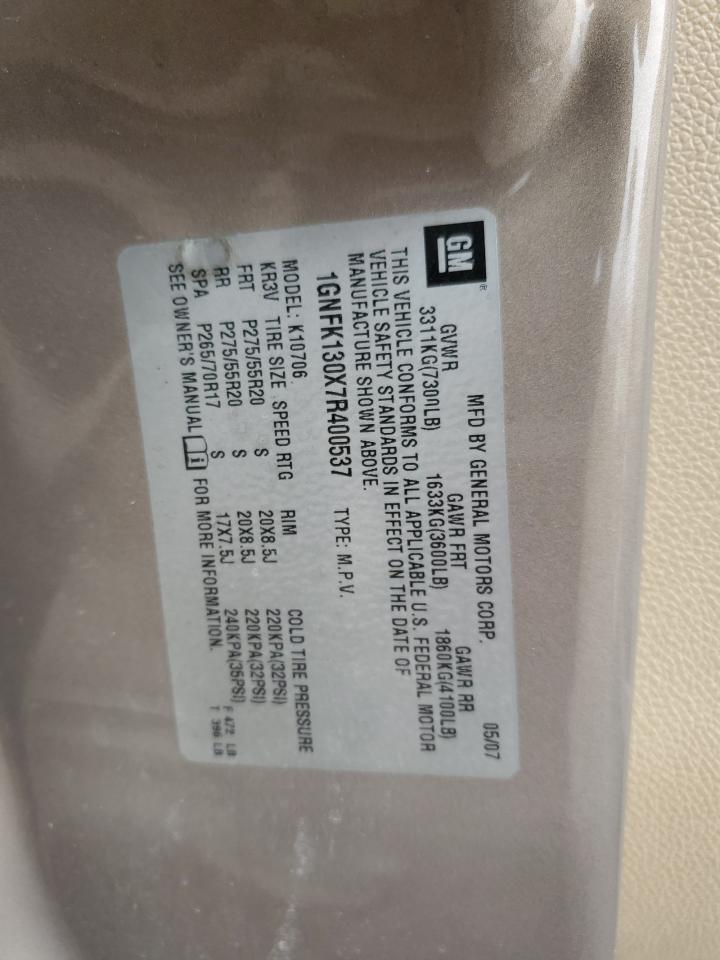 GM ®
MFD BY GENERAL MOTORS CORP. 05/07
GVWR GAWR FRT GAWR RR
3311KG(7300LB) 1633KG(3600LB) 1860KG(4100LB)
THIS VEHICLE CONFORMS TO ALL APPLICABLE U.S. FEDERAL MOTOR
VEHICLE SAFETY STANDARDS IN EFFECT ON THE DATE OF
MANUFACTURE SHOWN ABOVE.
1GNFK130X7R400537 TYPE: M.P.V.
MODEL: K10706
KR3V TIRE SIZE SPEED RTG RIM COLD TIRE PRESSURE
FRT P275/55R20 S 20X8.5J 220KPA(32PSI)
RR P275/55R20 S 20X8.5J 220KPA(32PSI)
SPA P265/70R17 S 17X7.5J 240KPA(35PSI)
SEE OWNER'S MANUAL i FOR MORE INFORMATION.
F 472 LB
T 396 LB